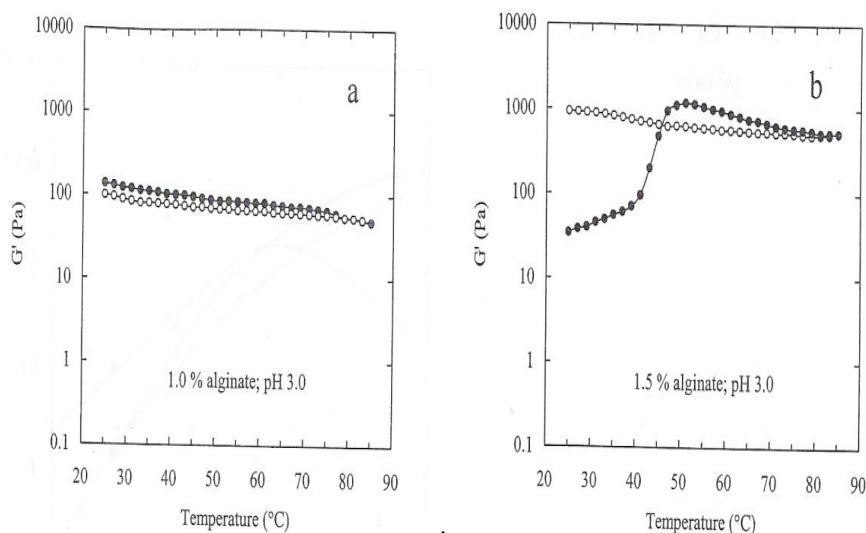 10000
1000
100
10
1
0.1
G' (Pa)
a
1.0 % alginate; pH 3.0
20 30 40 50 60 70 80 90
Temperature (°C)
10000
1000
100
10
1
0.1
G' (Pa)
b
1.5 % alginate; pH 3.0
20 30 40 50 60 70 80 90
Temperature (°C)